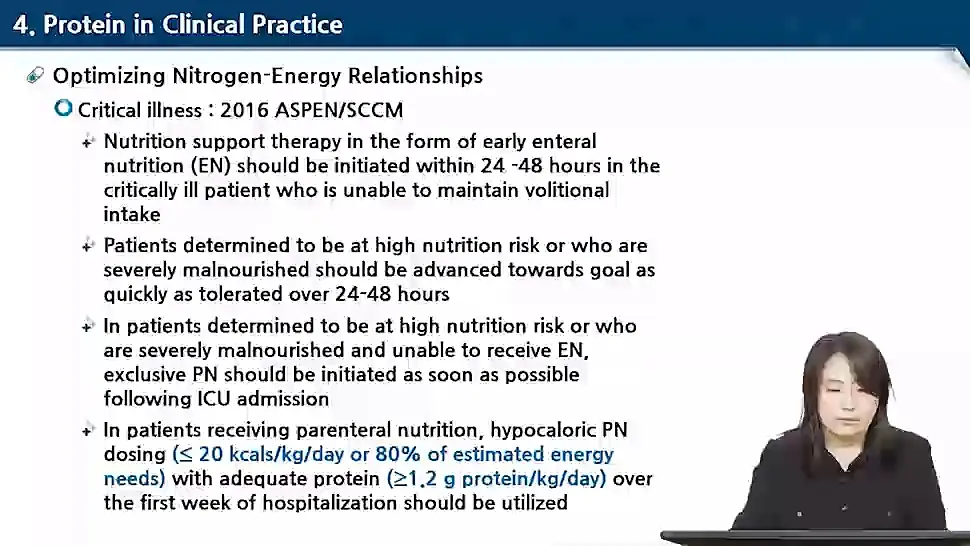 4. Protein in Clinical Practice
Optimizing Nitrogen-Energy Relationships
Critical illness : 2016 ASPEN/SCCM
Nutrition support therapy in the form of early enteral
nutrition (EN) should be initiated within 24 -48 hours in the
critically ill patient who is unable to maintain volitional
intake
Patients determined to be at high nutrition risk or who are
severely malnourished should be advanced towards goal as
quickly as tolerated over 24-48 hours
In patients determined to be at high nutrition risk or who
are severely malnourished and unable to receive EN,
exclusive PN should be initiated as soon as possible
following ICU admission
In patients receiving parenteral nutrition, hypocaloric PN
dosing (≤ 20 kcals/kg/day or 80% of estimated energy
needs) with adequate protein (≥1.2 g protein/kg/day) over
the first week of hospitalization should be utilized